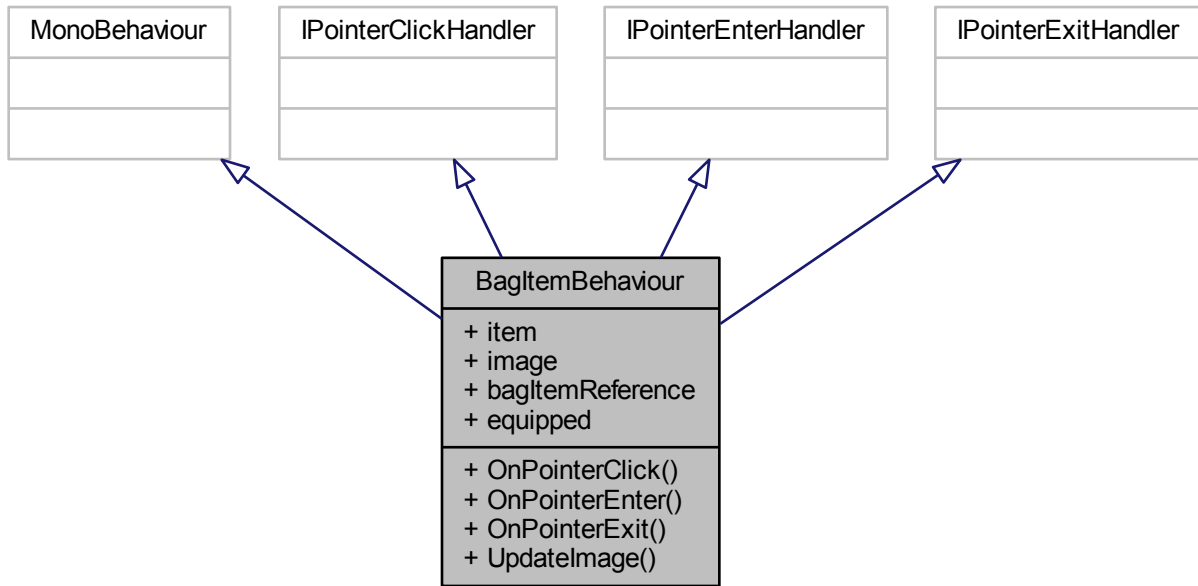 MonoBehaviour
IPointerClickHandler
IPointerEnterHandler
IPointerExitHandler
BagItemBehaviour
+ item
+ image
+ bagItemReference
+ equipped
+ OnPointerClick()
+ OnPointerEnter()
+ OnPointerExit()
+ UpdateImage()